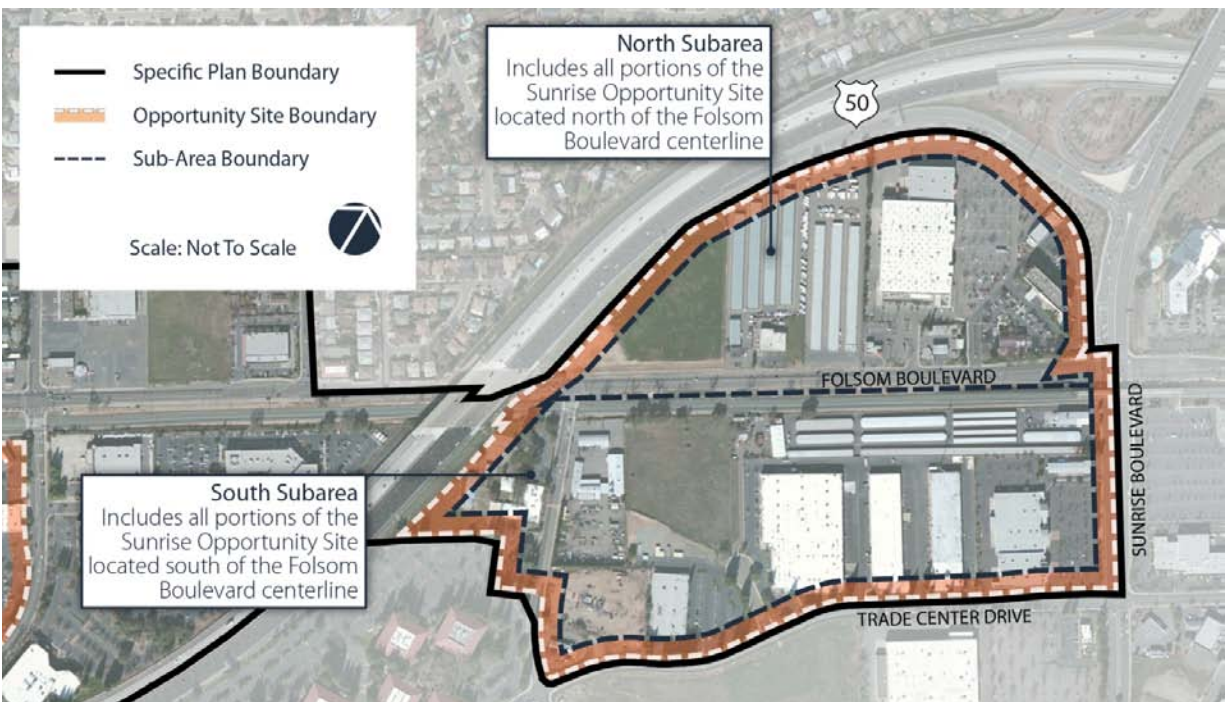 Specific Plan Boundary
Opportunity Site Boundary
Sub-Area Boundary
Scale: Not To Scale
North Subarea
Includes all portions of the
Sunrise Opportunity Site
located north of the Folsom
Boulevard centerline
50
FOLSOM BOULEVARD
SUNRISE BOULEVARD
South Subarea
Includes all portions of the
Sunrise Opportunity Site
located south of the Folsom
Boulevard centerline
TRADE CENTER DRIVE